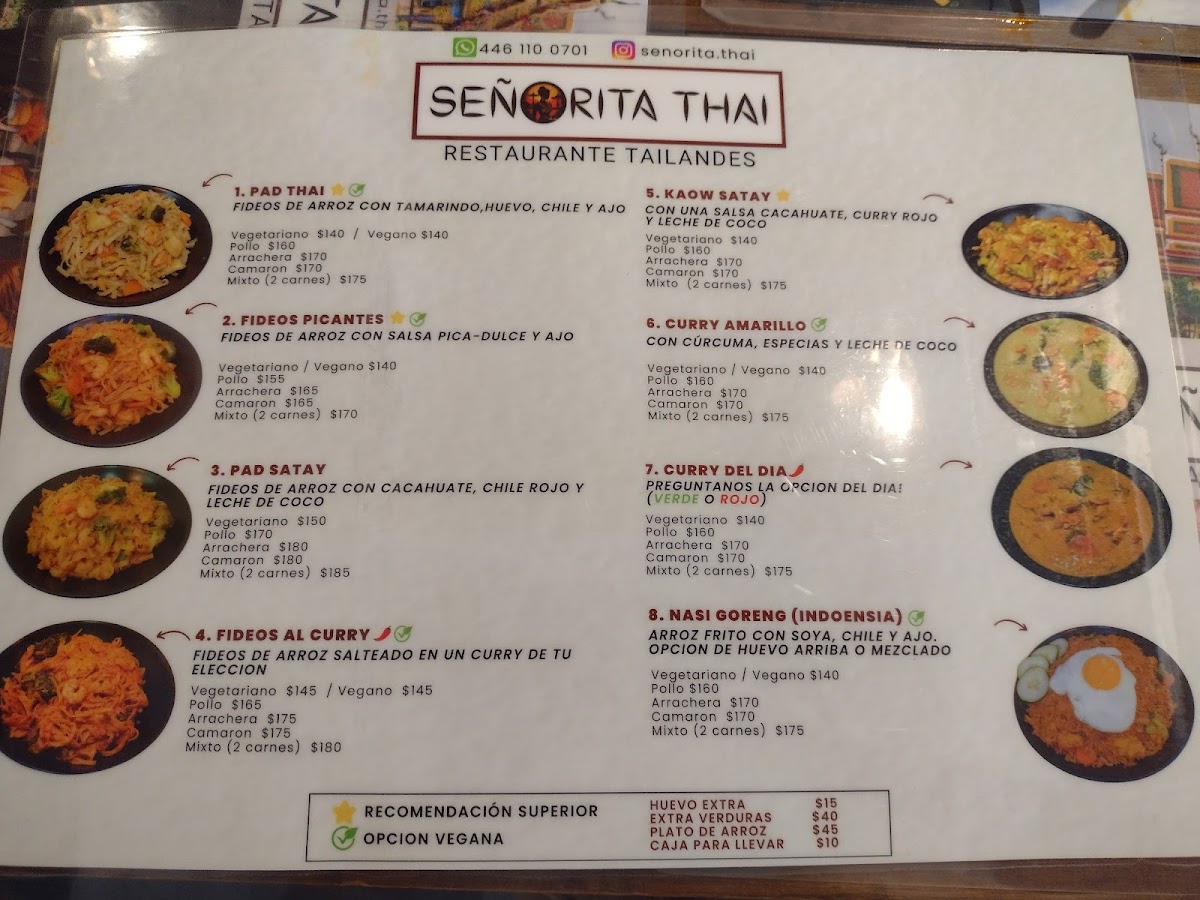 446 110 0701 senorita.thai
SEÑORITA THAI
RESTAURANTE TAILANDES
1. PAD THAI
FIDEOS DE ARROZ CON TAMARINDO,HUEVO, CHILE Y AJO
Vegetariano $140 / Vegano $140
Pollo $160
Arrachera $170
Camaron $170
Mixto (2 carnes) $175
2. FIDEOS PICANTES
FIDEOS DE ARROZ CON SALSA PICA-DULCE Y AJO
Vegetariano / Vegano $140
Pollo $155
Arrachera $165
Camaron $165
Mixto (2 carnes) $170
3. PAD SATAY
FIDEOS DE ARROZ CON CACAHUATE, CHILE ROJO Y
LECHE DE COCO
Vegetariano $150
Pollo $170
Arrachera $180
Camaron $180
Mixto (2 carnes) $185
4. FIDEOS AL CURRY
FIDEOS DE ARROZ SALTEADO EN UN CURRY DE TU
ELECCION
Vegetariano $145 / Vegano $145
Pollo $165
Arrachera $175
Camaron $175
Mixto (2 carnes) $180
5. KAOW SATAY
CON UNA SALSA CACAHUATE, CURRY ROJO
Y LECHE DE COCO
Vegetariano $140
Pollo $160
Arrachera $170
Camaron $170
Mixto (2 carnes) $175
6. CURRY AMARILLO
CON CÚRCUMA, ESPECIAS Y LECHE DE COCO
Vegetariano / Vegano $140
Pollo $160
Arrachera $170
Camaron $170
Mixto (2 carnes) $175
7. CURRY DEL DIA
PREGUNTANOS LA OPCION DEL DIA!
(VERDE O ROJO)
Vegetariano $140
Pollo $160
Arrachera $170
Camaron $170
Mixto (2 carnes) $175
8. NASI GORENG (INDOENSIA)
ARROZ FRITO CON SOYA, CHILE Y AJO.
OPCION DE HUEVO ARRIBA O MEZCLADO
Vegetariano / Vegano $140
Pollo $160
Arrachera $170
Camaron $170
Mixto (2 carnes) $175
RECOMENDACIÓN SUPERIOR
OPCION VEGANA
HUEVO EXTRA $15
EXTRA VERDURAS $40
PLATO DE ARROZ $45
CAJA PARA LLEVAR $10